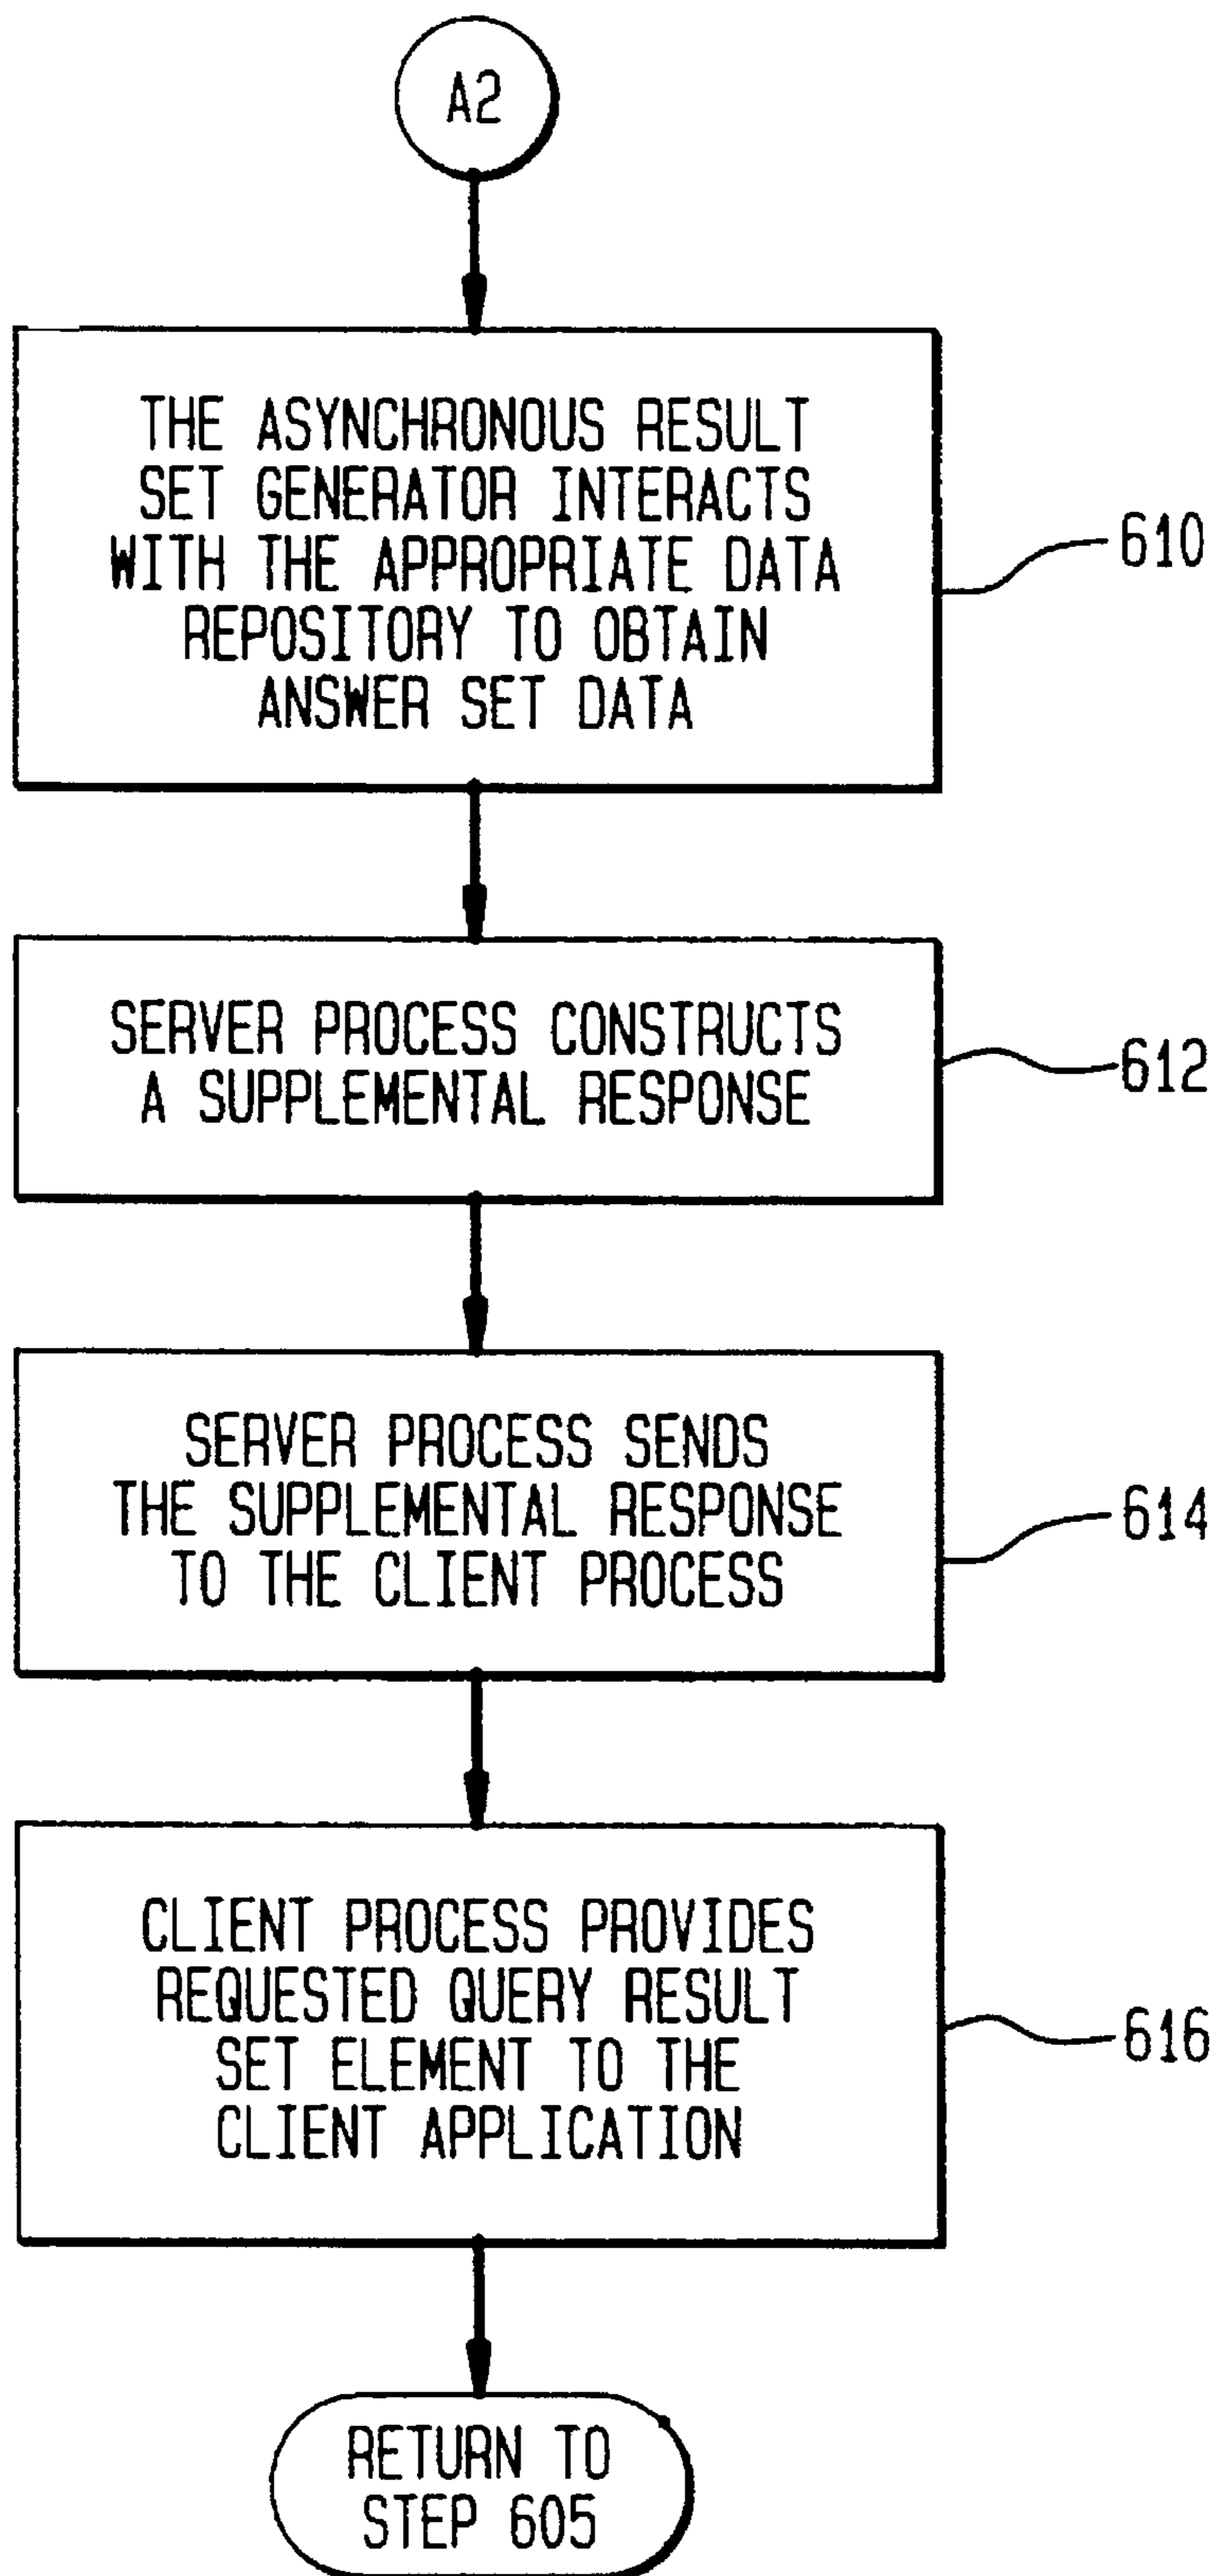 A2
THE ASYNCHRONOUS RESULT
SET GENERATOR INTERACTS
WITH THE APPROPRIATE DATA
REPOSITORY TO OBTAIN
ANSWER SET DATA
610
SERVER PROCESS CONSTRUCTS
A SUPPLEMENTAL RESPONSE
612
SERVER PROCESS SENDS
THE SUPPLEMENTAL RESPONSE
TO THE CLIENT PROCESS
614
CLIENT PROCESS PROVIDES
REQUESTED QUERY RESULT
SET ELEMENT TO THE
CLIENT APPLICATION
616
RETURN TO
STEP 605